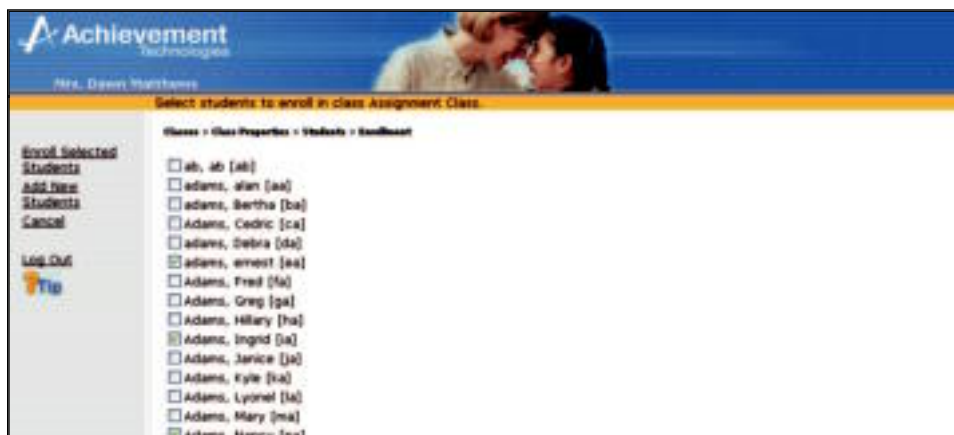 Achievement
Technologies
Mrs. Dawn Matthews
Select students to enroll in class Assignment Class.
Classes > Class Properties > Students > Enrollment
Enroll Selected
Students
Add New
Students
Cancel
Log Out
Tip
ab, ab [ab]
adams, alan [aa]
adams, Bertha [ba]
Adams, Cedric [ca]
adams, Debra [da]
adams, ernest [ea]
Adams, Fred [fa]
Adams, Greg [ga]
Adams, Hillary [ha]
Adams, Ingrid [ia]
Adams, Janice [ja]
Adams, Kyle [ka]
Adams, Lyonel [la]
Adams, Mary [ma]
Adams, Nancy [na]